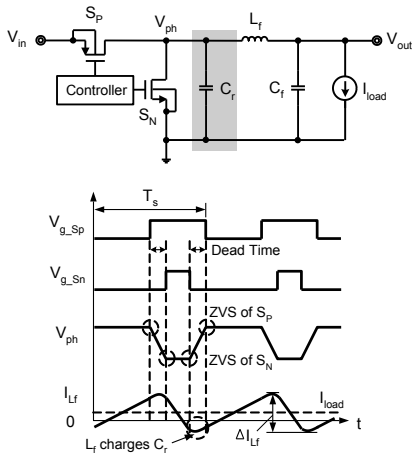 S_P
V_in
V_ph
L_f
V_out
Controller
S_N
C_r
C_f
I_load
T_s
V_g_Sp
Dead Time
V_g_Sn
ZVS of S_P
V_ph
ZVS of S_N
I_Lf
I_load
0
t
ΔI_Lf
L_f charges C_r